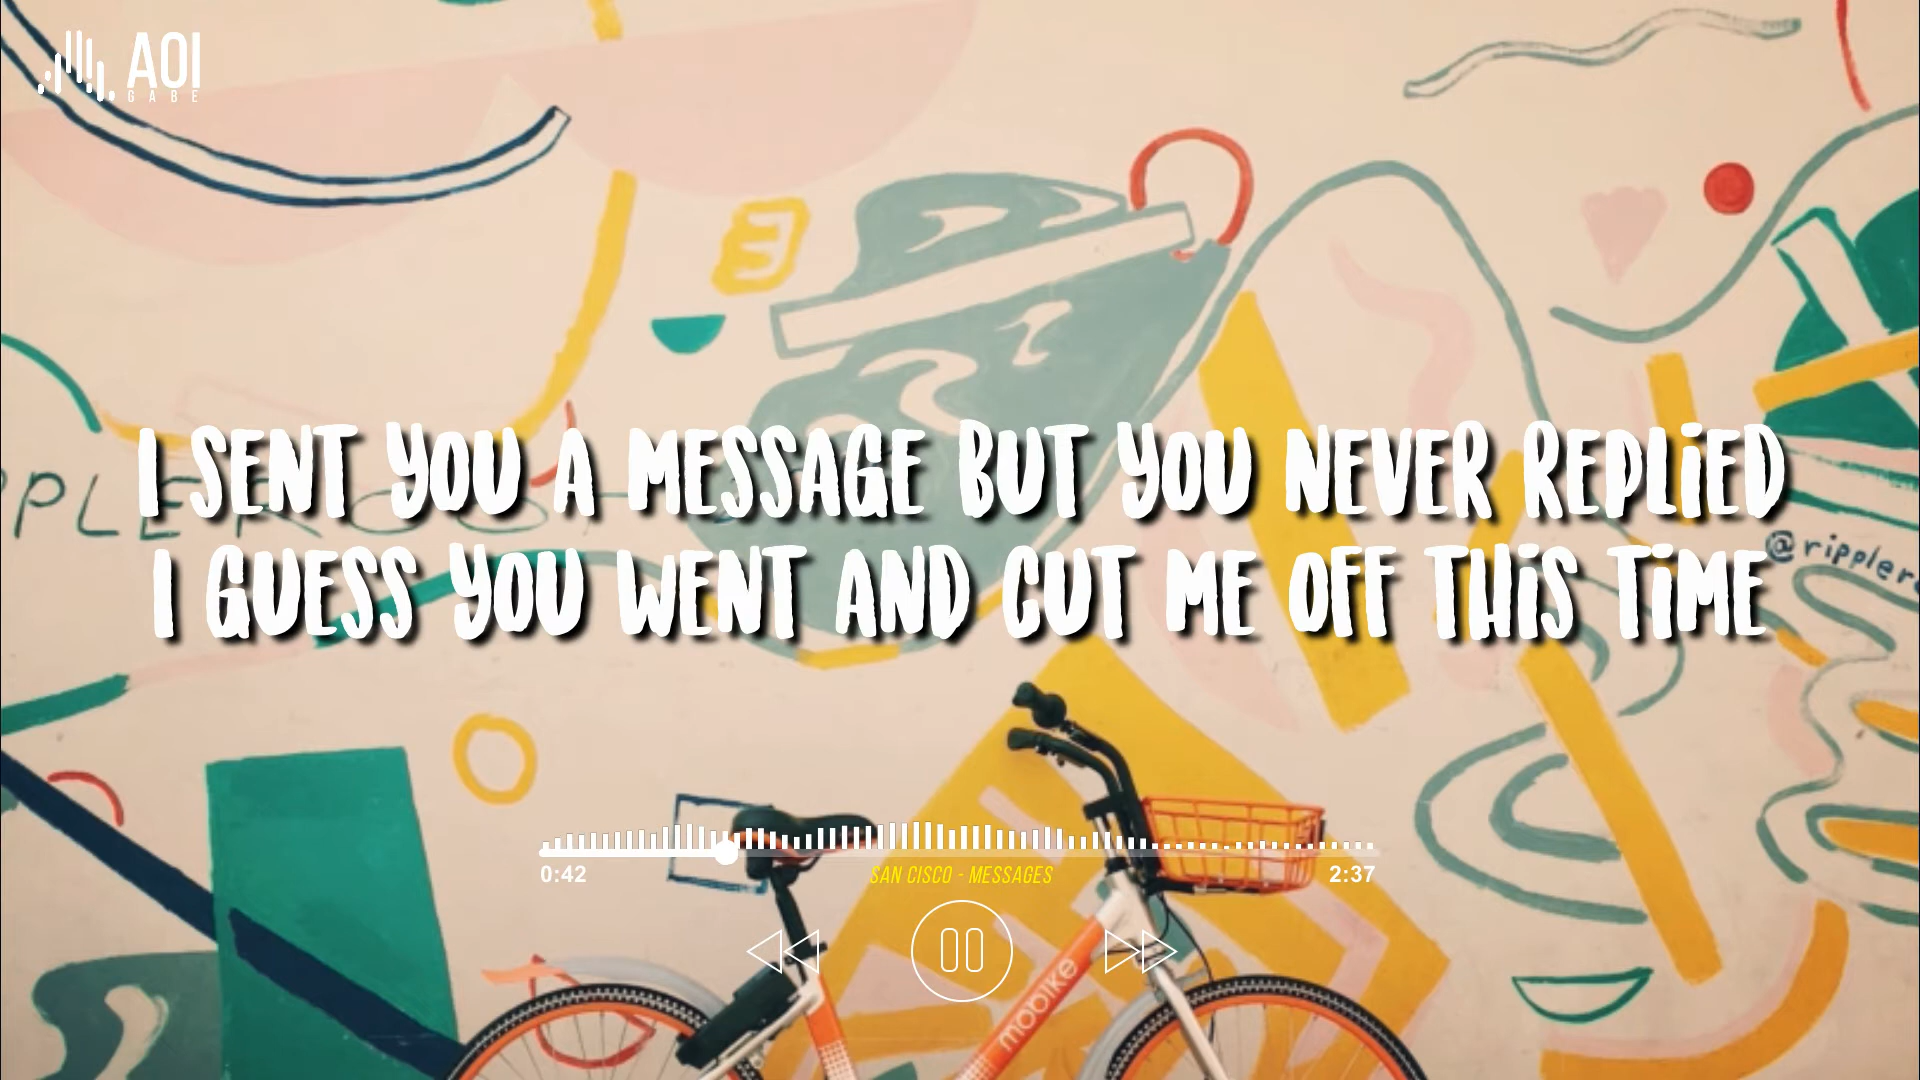 AOI
GABE
I SENT YOU A MESSAGE BUT YOU NEVER REPLIED
I GUESS YOU WENT AND CUT ME OFF THIS TIME
@rippler
0:42
SAN CISCO - MESSAGES
2:37
mobike